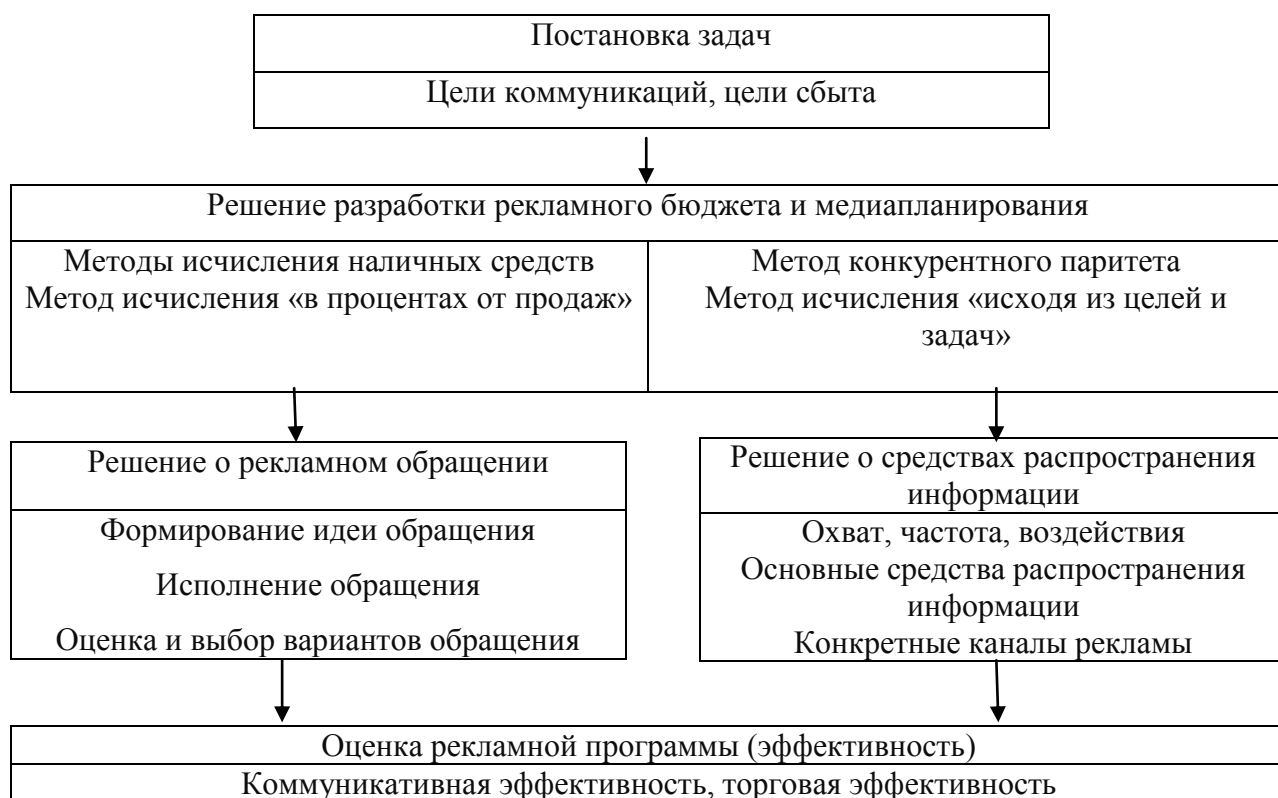 Постановка задач
Цели коммуникаций, цели сбыта
Решение разработки рекламного бюджета и медиапланирования
Методы исчисления наличных средств
Метод исчисления «в процентах от продаж»
Метод конкурентного паритета
Метод исчисления «исходя из целей и
задач»
Решение о рекламном обращении
Формирование идеи обращения
Исполнение обращения
Оценка и выбор вариантов обращения
Решение о средствах распространения
информации
Охват, частота, воздействия
Основные средства распространения
информации
Конкретные каналы рекламы
Оценка рекламной программы (эффективность)
Коммуникативная эффективность, торговая эффективность